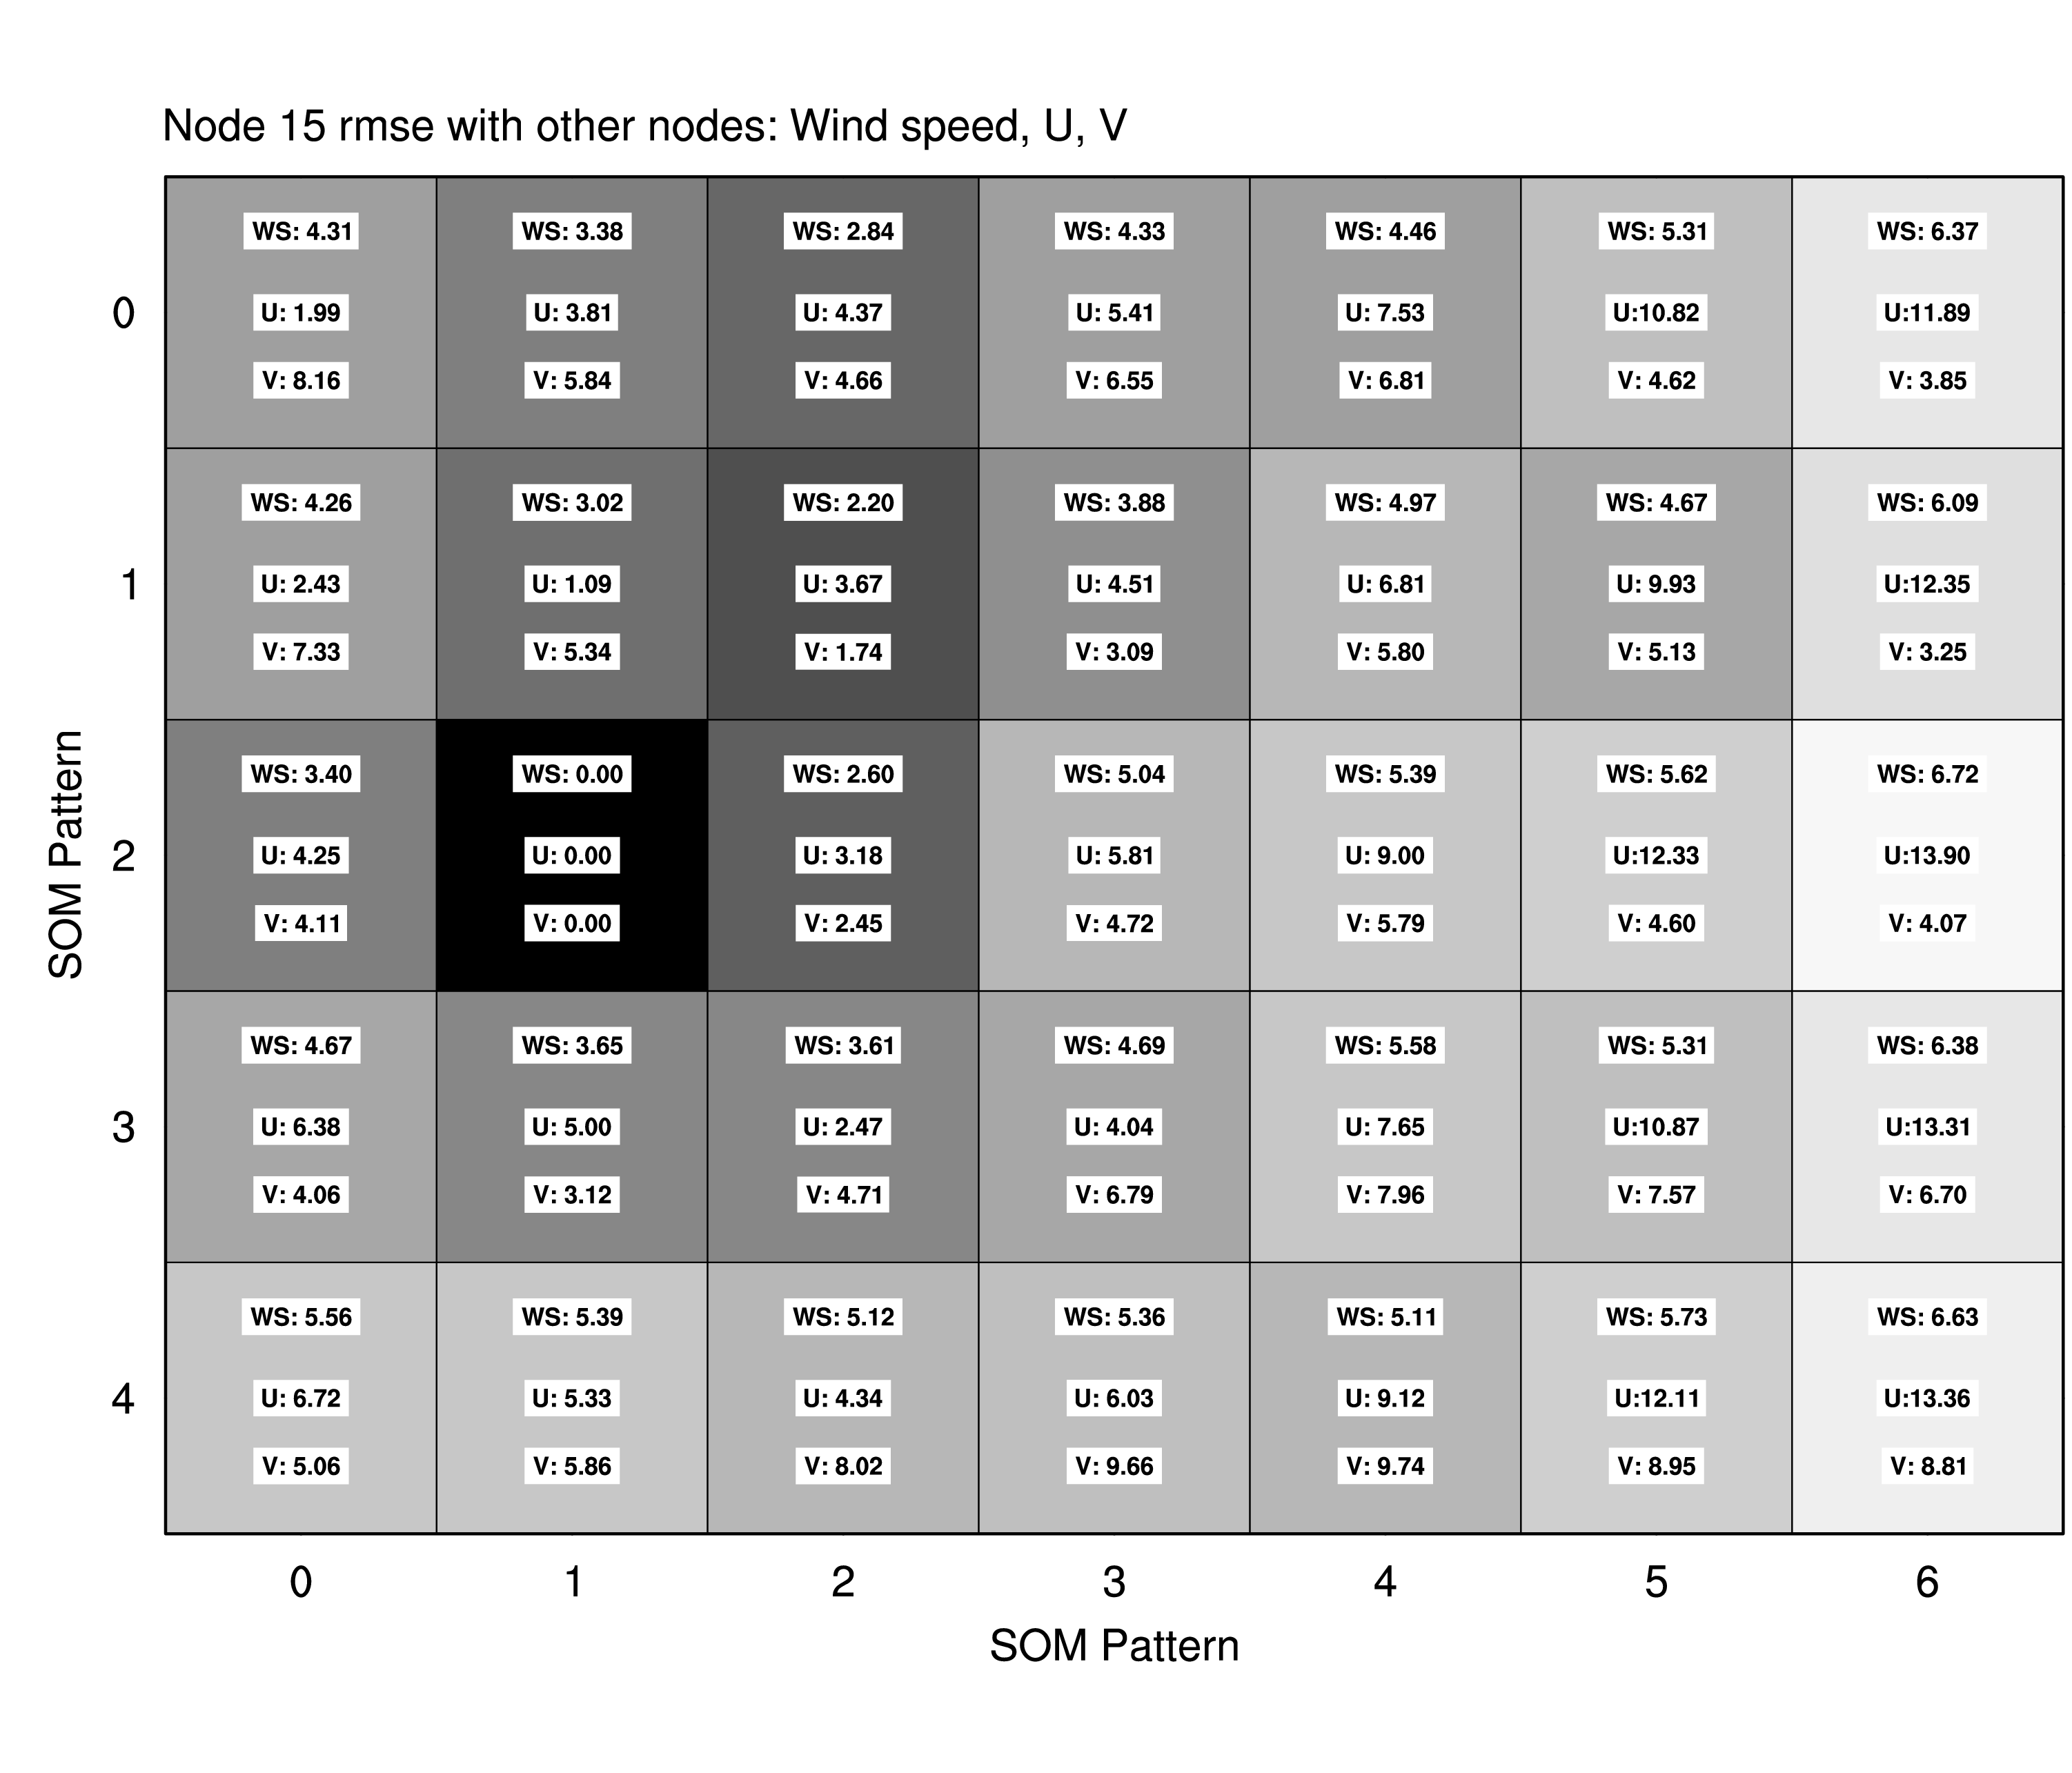 Node 15 rmse with other nodes: Wind speed, U, V
WS: 4.31 WS: 3.38 WS: 2.84 WS: 4.33 WS: 4.46 WS: 5.31 WS: 6.37
0 U: 1.99 U: 3.81 U: 4.37 U: 5.41 U: 7.53 U:10.82 U:11.89
V: 8.16 V: 5.84 V: 4.66 V: 6.55 V: 6.81 V: 4.62 V: 3.85
WS: 4.26 WS: 3.02 WS: 2.20 WS: 3.88 WS: 4.97 WS: 4.67 WS: 6.09
1 U: 2.43 U: 1.09 U: 3.67 U: 4.51 U: 6.81 U: 9.93 U:12.35
V: 7.33 V: 5.34 V: 1.74 V: 3.09 V: 5.80 V: 5.13 V: 3.25
WS: 3.40 WS: 0.00 WS: 2.60 WS: 5.04 WS: 5.39 WS: 5.62 WS: 6.72
SOM Pattern
2 U: 4.25 U: 0.00 U: 3.18 U: 5.81 U: 9.00 U:12.33 U:13.90
V: 4.11 V: 0.00 V: 2.45 V: 4.72 V: 5.79 V: 4.60 V: 4.07
WS: 4.67 WS: 3.65 WS: 3.61 WS: 4.69 WS: 5.58 WS: 5.31 WS: 6.38
3 U: 6.38 U: 5.00 U: 2.47 U: 4.04 U: 7.65 U:10.87 U:13.31
V: 4.06 V: 3.12 V: 4.71 V: 6.79 V: 7.96 V: 7.57 V: 6.70
WS: 5.56 WS: 5.39 WS: 5.12 WS: 5.36 WS: 5.11 WS: 5.73 WS: 6.63
4 U: 6.72 U: 5.33 U: 4.34 U: 6.03 U: 9.12 U:12.11 U:13.36
V: 5.06 V: 5.86 V: 8.02 V: 9.66 V: 9.74 V: 8.95 V: 8.81
0 1 2 3 4 5 6
SOM Pattern